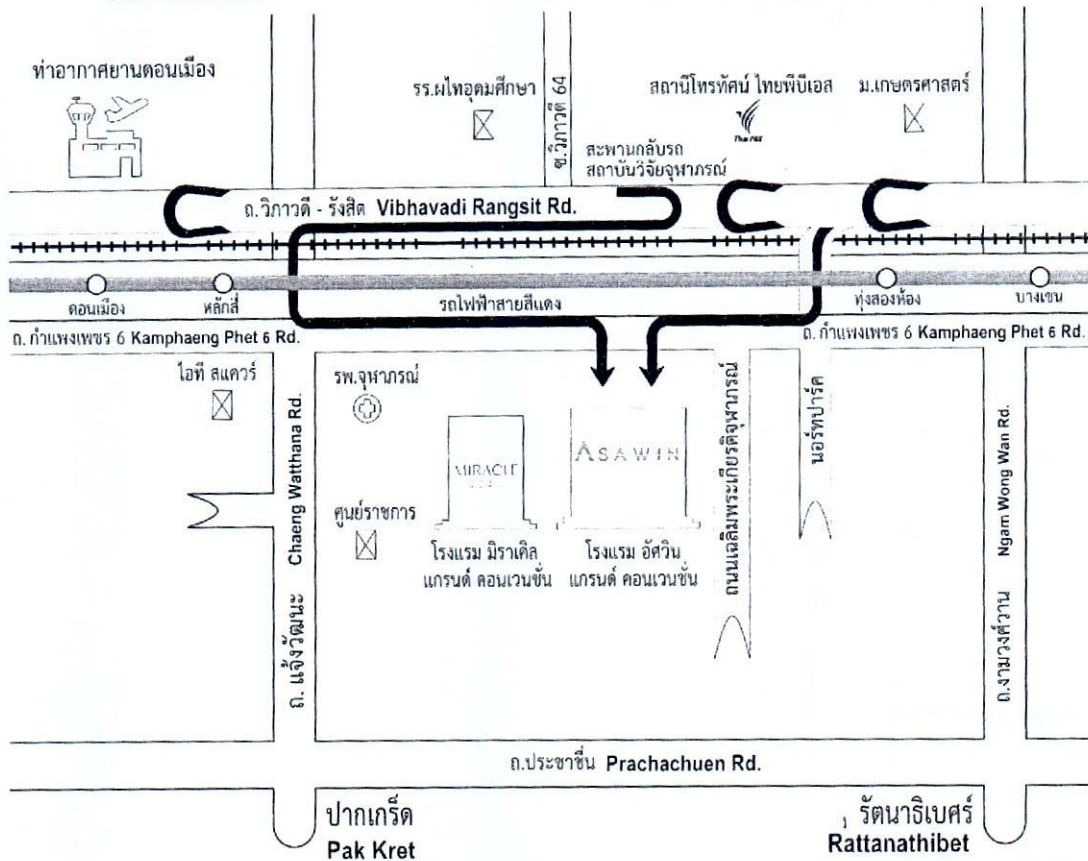 ท่าอากาศยานดอนเมือง
รร.ผไทอุดมศึกษา
ซ.วิภาวดี 64
สถานีโทรทัศน์ ไทยพีบีเอส
Thai PBS
ม.เกษตรศาสตร์
สะพานกลับรถ
สถาบันวิจัยจุฬาภรณ์
ถ.วิภาวดี - รังสิต Vibhavadi Rangsit Rd.
ดอนเมือง
หลักสี่
รถไฟฟ้าสายสีแดง
ทุ่งสองห้อง
บางเขน
ถ. กำแพงเพชร 6 Kamphaeng Phet 6 Rd.
ถ. กำแพงเพชร 6 Kamphaeng Phet 6 Rd.
ไอที สแควร์
รพ.จุฬาภรณ์
MIRACLE
ASAWIN
ศูนย์ราชการ
โรงแรม มิราเคิล
แกรนด์ คอนเวนชั่น
โรงแรม อัศวิน
แกรนด์ คอนเวนชั่น
ถนนเฉลิมพระเกียรติจุฬาภรณ์
นอร์ทปาร์ค
ถ. แจ้งวัฒนะ Chaeng Watthana Rd.
ถ.งามวงศ์วาน Ngam Wong Wan Rd.
ถ.ประชาชื่น Prachachuen Rd.
ปากเกร็ด
Pak Kret
รัตนาธิเบศร์
Rattanathibet